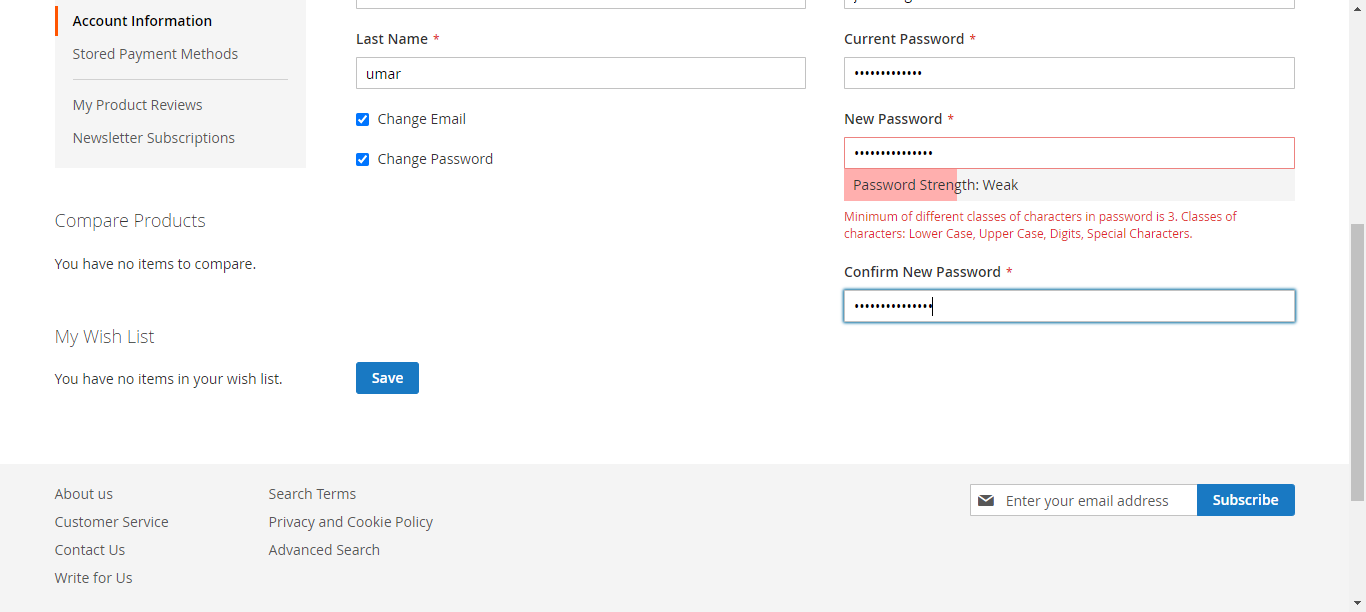 Account Information
Stored Payment Methods
My Product Reviews
Newsletter Subscriptions
Compare Products
You have no items to compare.
My Wish List
You have no items in your wish list.
Last Name *
umar
Change Email
Change Password
Save
Current Password *
•••••••••••••
New Password *
•••••••••••••••
Password Strength: Weak
Minimum of different classes of characters in password is 3. Classes of
characters: Lower Case, Upper Case, Digits, Special Characters.
Confirm New Password *
•••••••••••••••
About us
Customer Service
Contact Us
Write for Us
Search Terms
Privacy and Cookie Policy
Advanced Search
Enter your email address
Subscribe